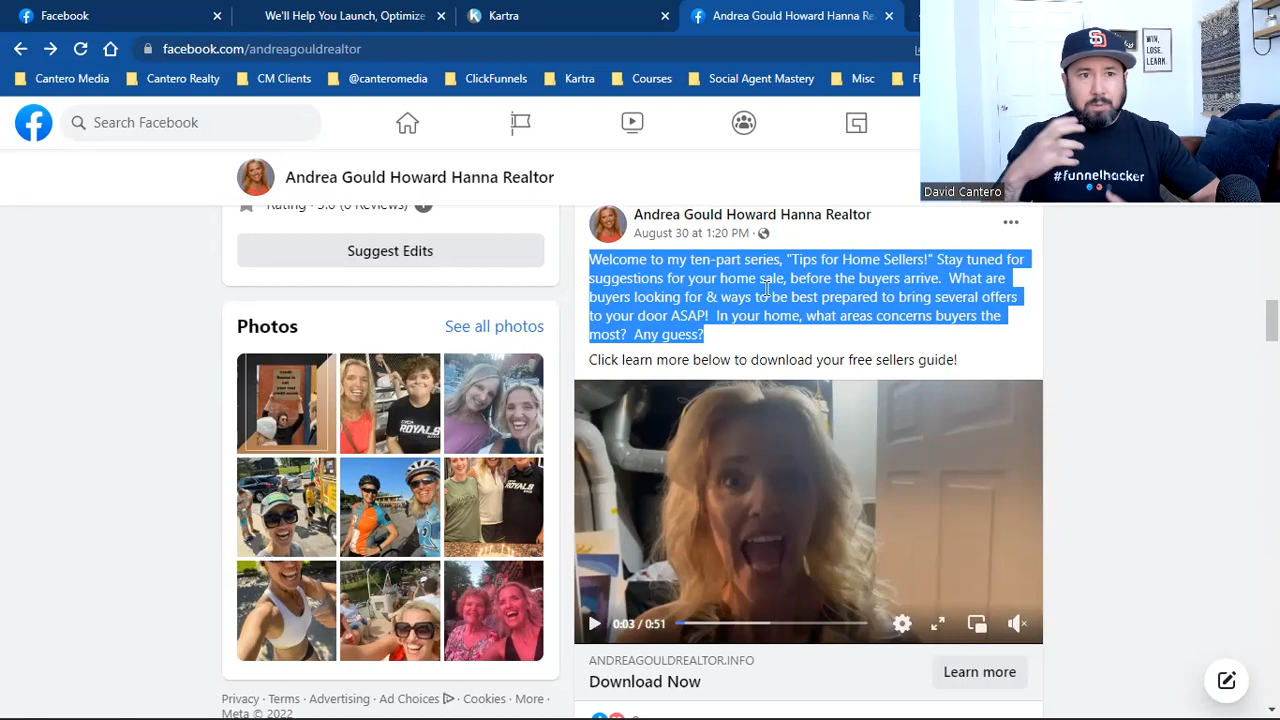 Facebook
We'll Help You Launch, Optimize
Kartra
Andrea Gould Howard Hanna Re
facebook.com/andreagouldrealtor
Cantero Media
Cantero Realty
CM Clients
@canteromedia
ClickFunnels
Kartra
Courses
Social Agent Mastery
Misc
WIN.
LOSE.
LEARN.
#funnelhacker
David Cantero
Search Facebook
Andrea Gould Howard Hanna Realtor
Suggest Edits
Photos
See all photos
ROYALS
ROYALS
Privacy · Terms · Advertising · Ad Choices · Cookies · More ·
Meta © 2022
Andrea Gould Howard Hanna Realtor
August 30 at 1:20 PM ·
Welcome to my ten-part series, "Tips for Home Sellers!" Stay tuned for
suggestions for your home sale, before the buyers arrive. What are
buyers looking for & ways to be best prepared to bring several offers
to your door ASAP! In your home, what areas concerns buyers the
most? Any guess?
Click learn more below to download your free sellers guide!
0:03 / 0:51
ANDREAGOULDREALTOR.INFO
Download Now
Learn more